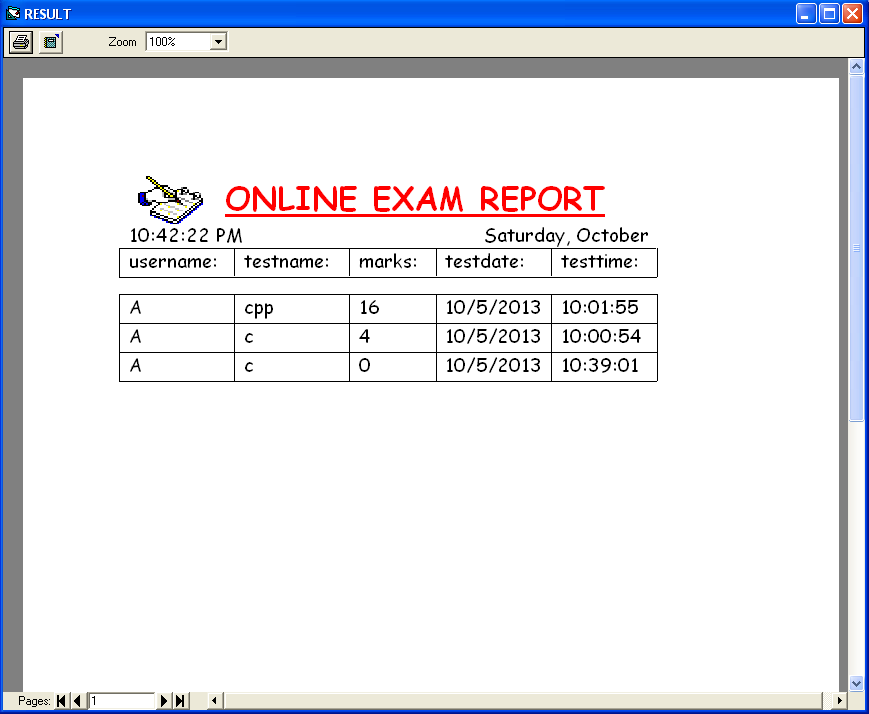 RESULT
Zoom 100%
ONLINE EXAM REPORT
10:42:22 PM Saturday, October
username: testname: marks: testdate: testtime:
A cpp 16 10/5/2013 10:01:55
A c 4 10/5/2013 10:00:54
A c 0 10/5/2013 10:39:01
Pages: 1